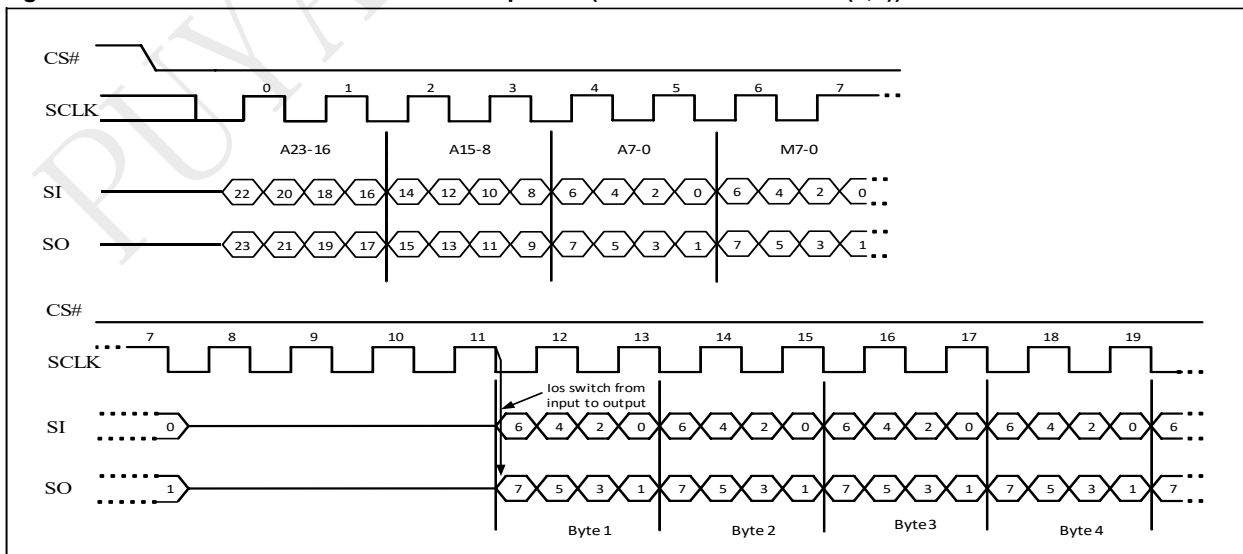 PUYA
CS#
SCLK
0 1 2 3 4 5 6 7
A23-16 A15-8 A7-0 M7-0
SI
22 20 18 16 14 12 10 8 6 4 2 0 6 4 2 0
SO
23 21 19 17 15 13 11 9 7 5 3 1 7 5 3 1
CS#
7 8 9 10 11 12 13 14 15 16 17 18 19
SCLK
Ios switch from
input to output
SI
0 6 4 2 0 6 4 2 0 6 4 2 0 6 4 2 0 6
SO
1 7 5 3 1 7 5 3 1 7 5 3 1 7 5 3 1 7
Byte 1 Byte 2 Byte 3 Byte 4